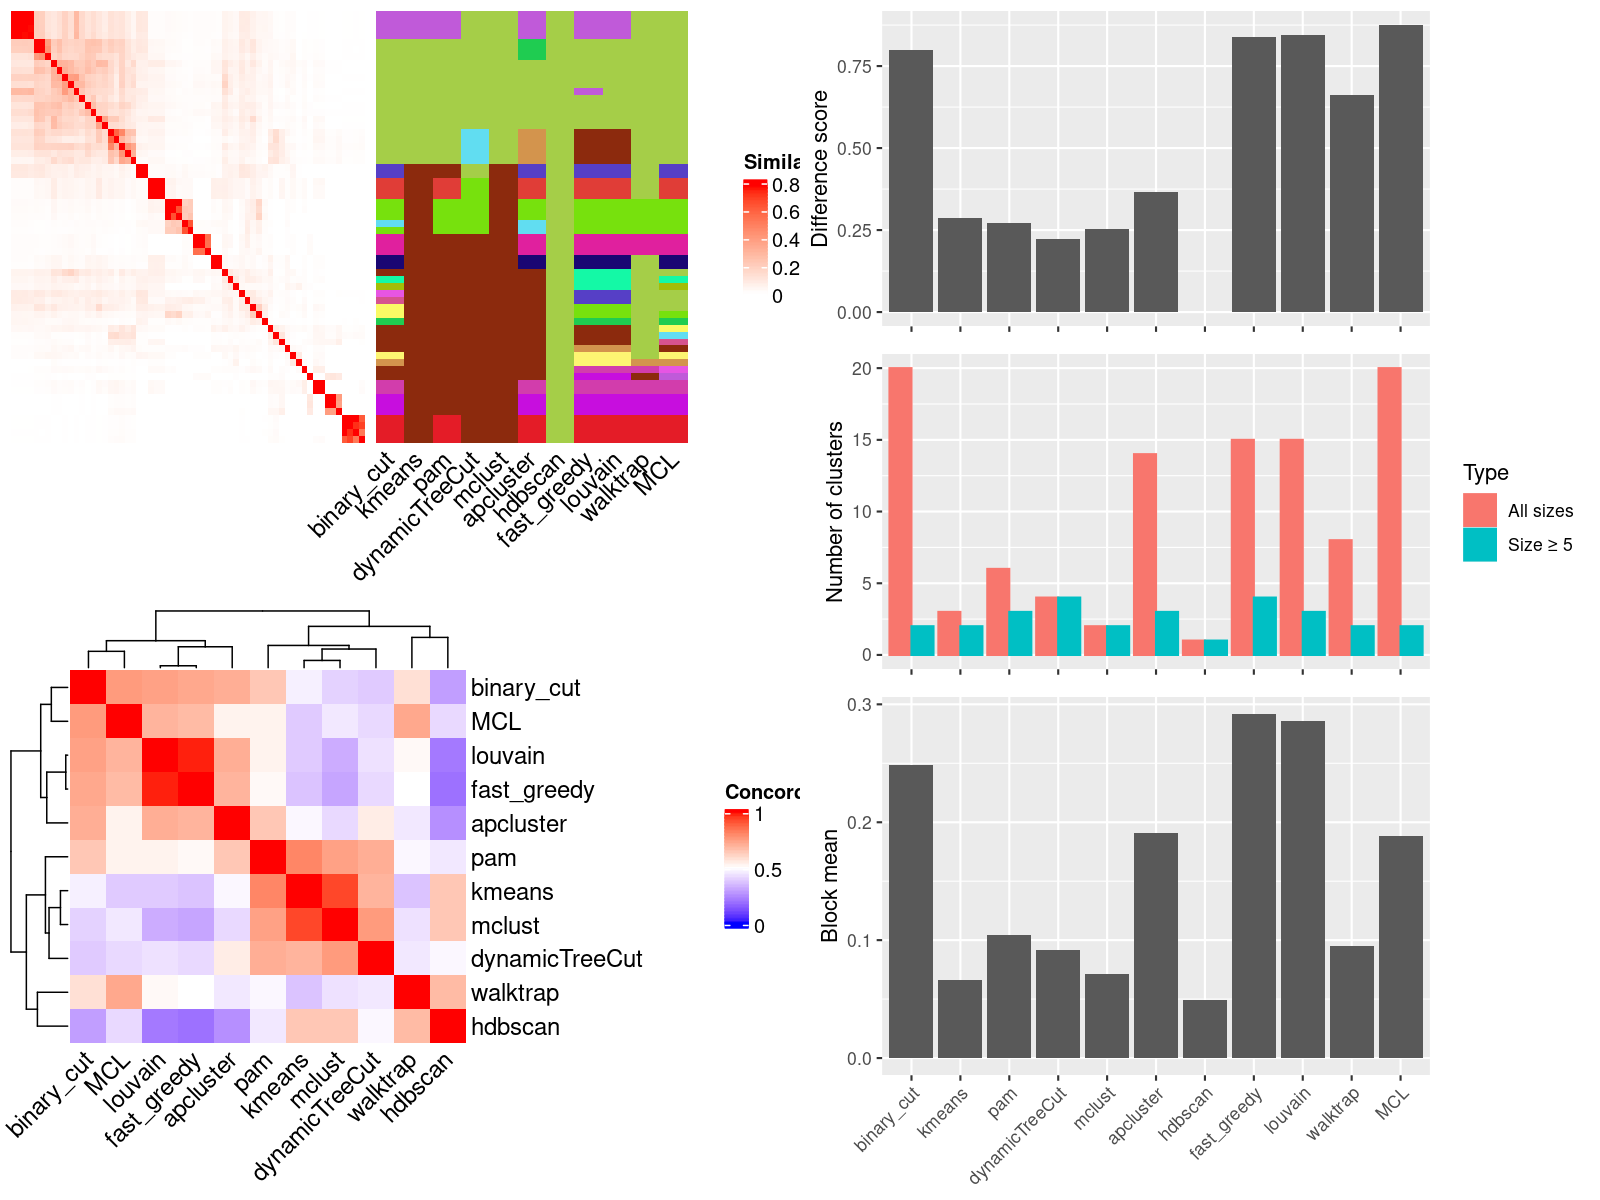 Simila
0.8
0.6
0.4
0.2
0
binary_cut
kmeans
pam
dynamicTreeCut
mclust
apcluster
hdbscan
fast_greedy
louvain
walktrap
MCL
binary_cut
MCL
louvain
fast_greedy
apcluster
pam
kmeans
mclust
dynamicTreeCut
walktrap
hdbscan
binary_cut
MCL
louvain
fast_greedy
apcluster
pam
kmeans
mclust
dynamicTreeCut
walktrap
hdbscan
Concord
1
0.5
0
Difference score
0.75
0.50
0.25
0.00
Number of clusters
20
15
10
5
0
Type
All sizes
Size ≥ 5
Block mean
0.3
0.2
0.1
0.0
binary_cut
kmeans
pam
dynamicTreeCut
mclust
apcluster
hdbscan
fast_greedy
louvain
walktrap
MCL